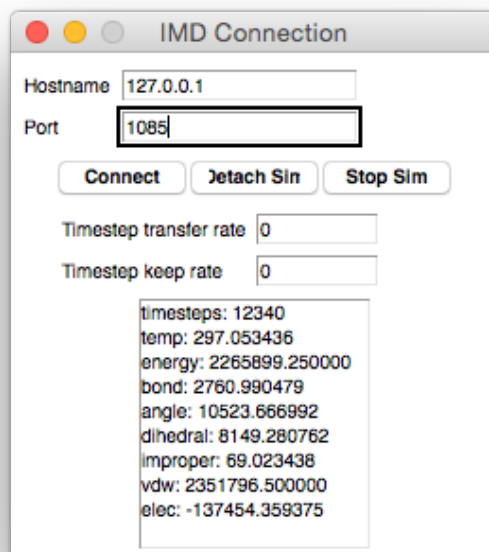 IMD Connection
Hostname 127.0.0.1
Port 1085
Connect Detach Sim Stop Sim
Timestep transfer rate 0
Timestep keep rate 0
timesteps: 12340
temp: 297.053436
energy: 2265899.250000
bond: 2760.990479
angle: 10523.666992
dihedral: 8149.280762
improper: 69.023438
vdw: 2351796.500000
elec: -137454.359375